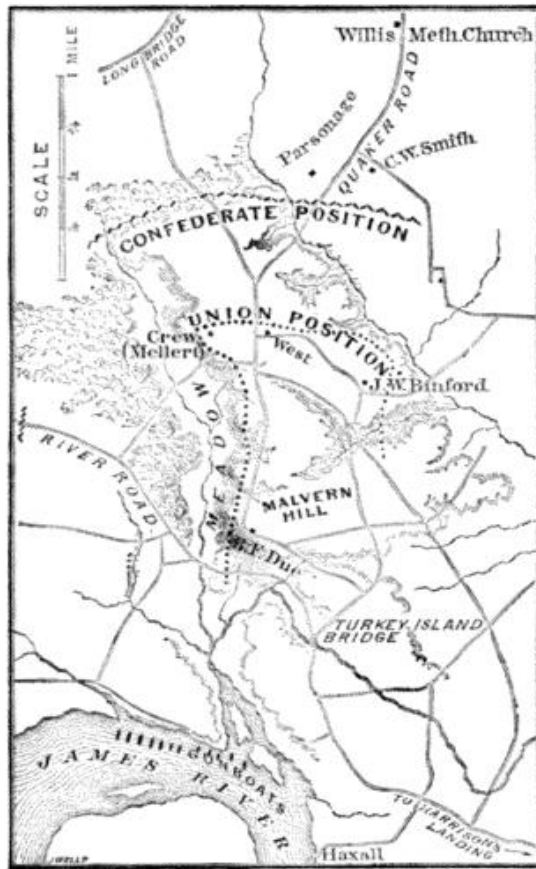 Willis Meth. Church
LONG BRIDGE
ROAD
1 MILE
SCALE
Parsonage
QUAKER ROAD
C.W. Smith
CONFEDERATE POSITION
UNION POSITION
Crew
(Mellert)
West
J.W. Binford
MEADOW
RIVER ROAD
MALVERN
HILL
TURKEY ISLAND
BRIDGE
GUNBOATS
JAMES RIVER
TO HARRISON'S
LANDING
Haxall